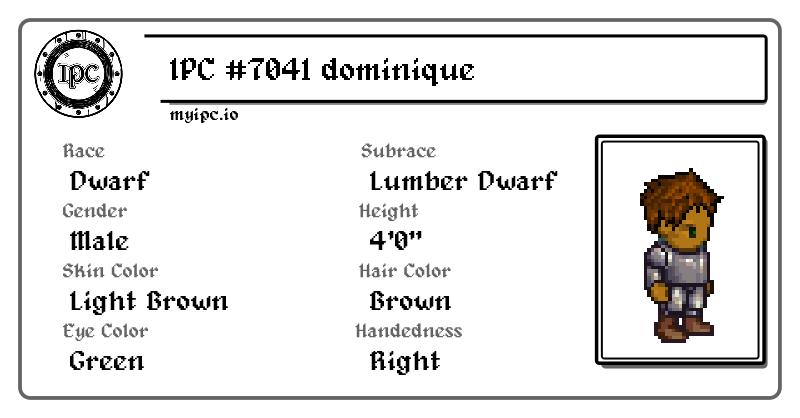 IPC
IPC #7041 dominique
myipc.io
Race
Subrace
Dwarf
Lumber Dwarf
Gender
Height
Male
4'0"
Skin Color
Hair Color
Light Brown
Brown
Eye Color
Handedness
Green
Right